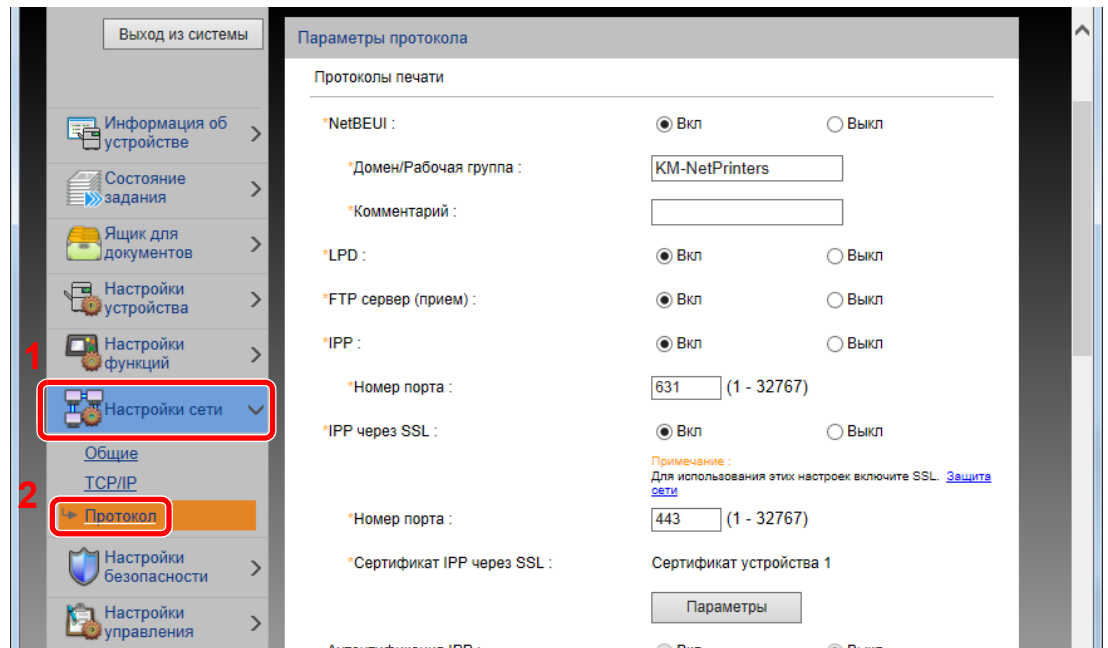 Выход из системы
Информация об
устройстве
Состояние
задания
Ящик для
документов
Настройки
устройства
1
Настройки
функций
Настройки сети
Общие
TCP/IP
2
Протокол
Настройки
безопасности
Настройки
управления
Параметры протокола
Протоколы печати
*NetBEUI : Вкл Выкл
*Домен/Рабочая группа : KM-NetPrinters
*Комментарий :
*LPD : Вкл Выкл
*FTP сервер (прием) : Вкл Выкл
*IPP : Вкл Выкл
*Номер порта : 631 (1 - 32767)
*IPP через SSL : Вкл Выкл
Примечание :
Для использования этих настроек включите SSL. Защита
сети
*Номер порта : 443 (1 - 32767)
*Сертификат IPP через SSL : Сертификат устройства 1
Параметры